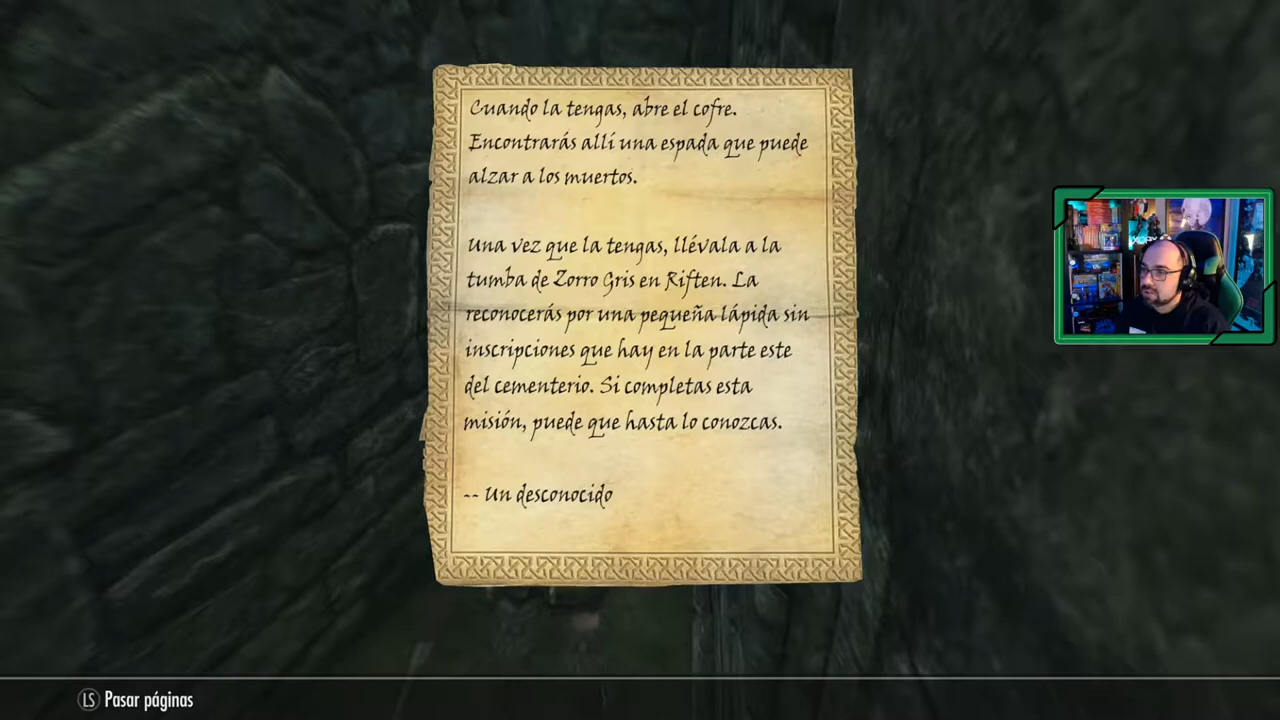 Cuando la tengas, abre el cofre.
Encontrarás allí una espada que puede
alzar a los muertos.
Una vez que la tengas, llévala a la
tumba de Zorro Gris en Riften. La
reconocerás por una pequeña lápida sin
inscripciones que hay en la parte este
del cementerio. Si completas esta
misión, puede que hasta lo conozcas.
-- Un desconocido
LS Pasar páginas